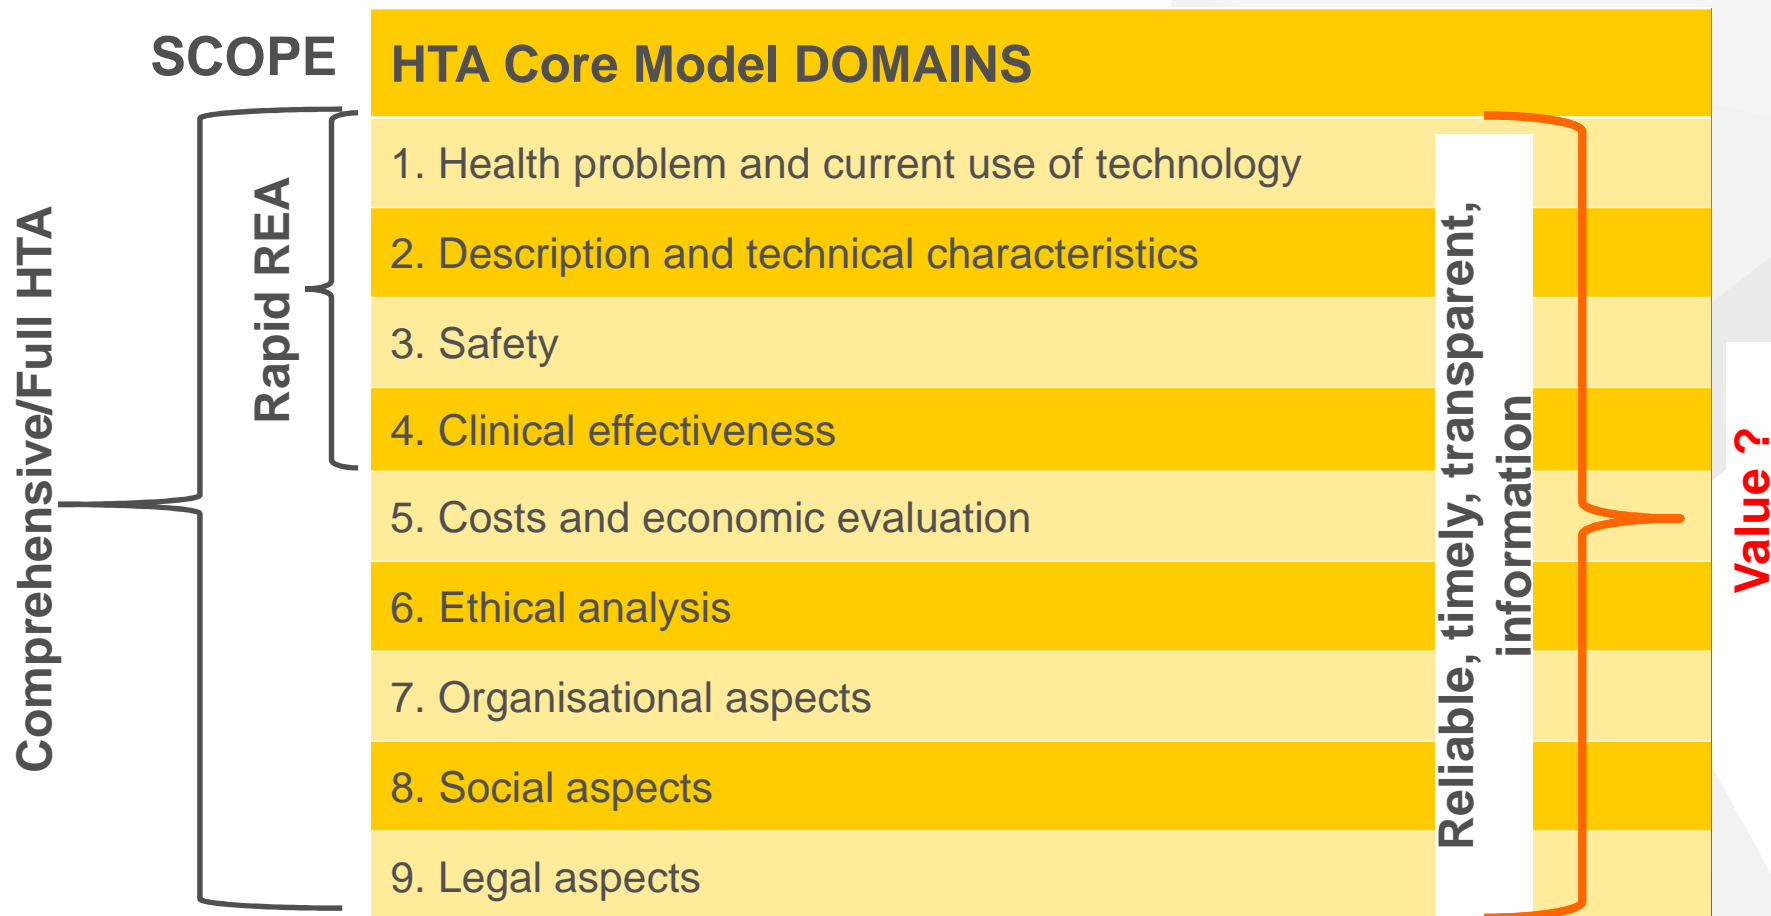 SCOPE
HTA Core Model DOMAINS
Comprehensive/Full HTA
Rapid REA
1. Health problem and current use of technology
2. Description and technical characteristics
3. Safety
4. Clinical effectiveness
5. Costs and economic evaluation
6. Ethical analysis
7. Organisational aspects
8. Social aspects
9. Legal aspects
Reliable, timely, transparent,
information
Value ?